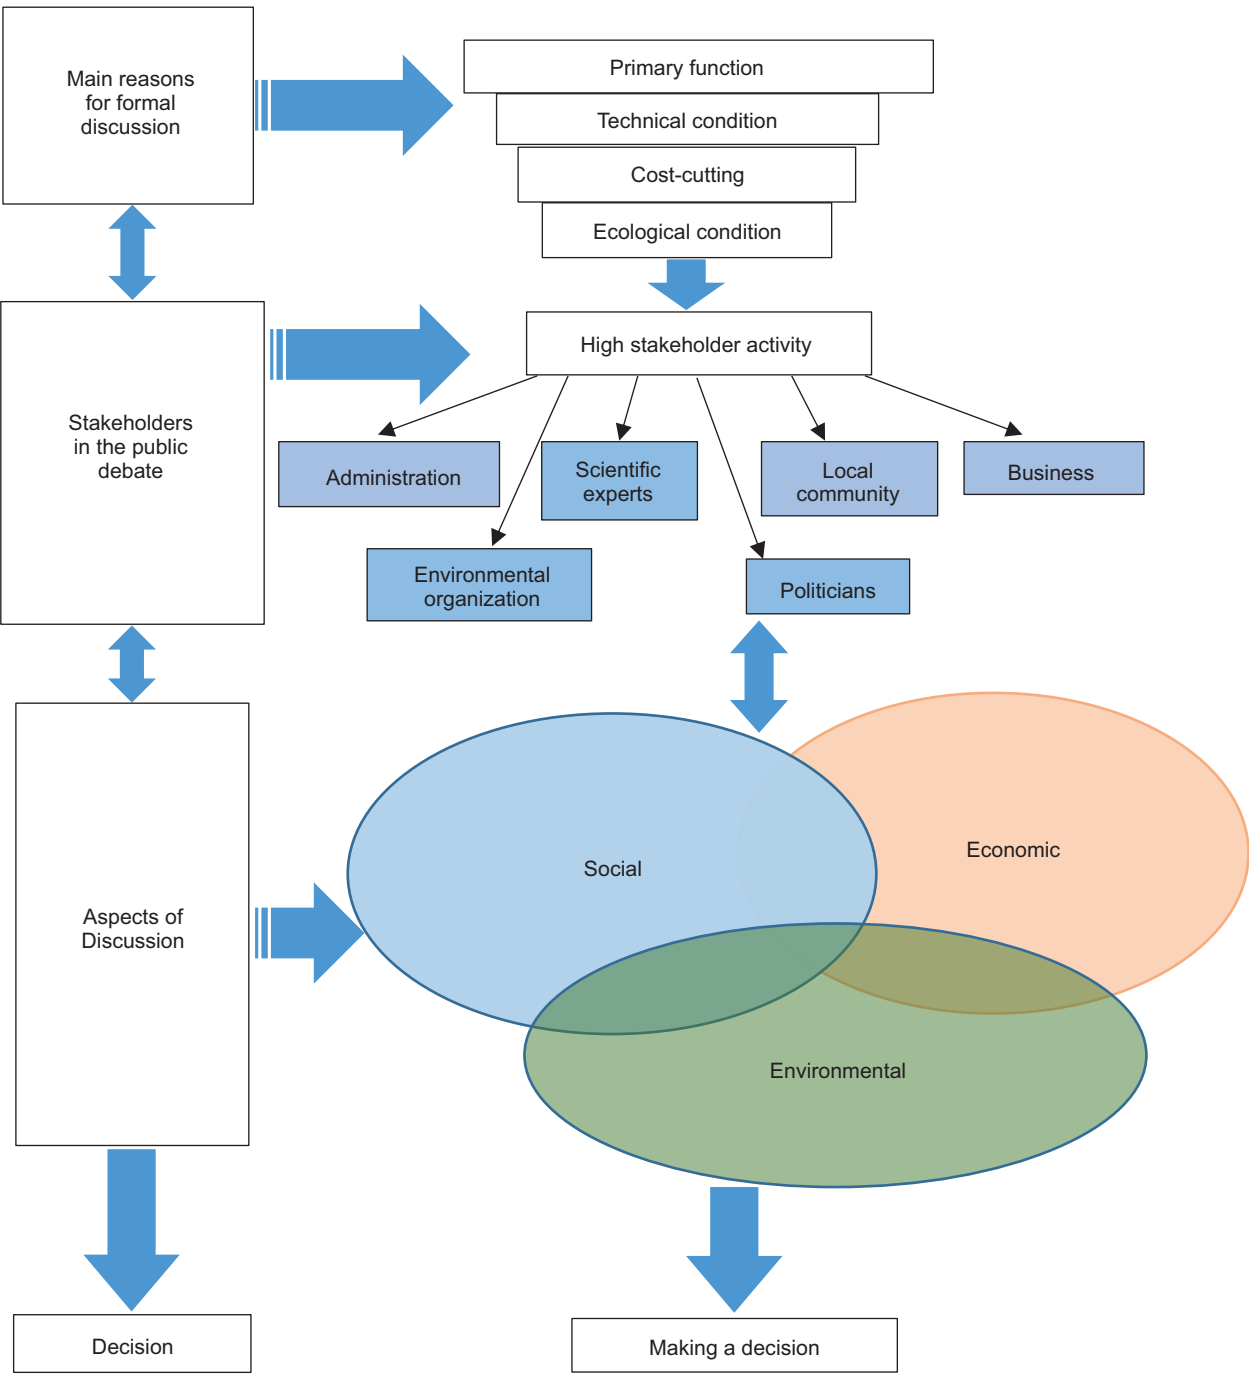 Main reasons
for formal
discussion
Primary function
Technical condition
Cost-cutting
Ecological condition
High stakeholder activity
Stakeholders
in the public
debate
Administration
Scientific
experts
Local
community
Business
Environmental
organization
Politicians
Social
Economic
Aspects of
Discussion
Environmental
Decision
Making a decision